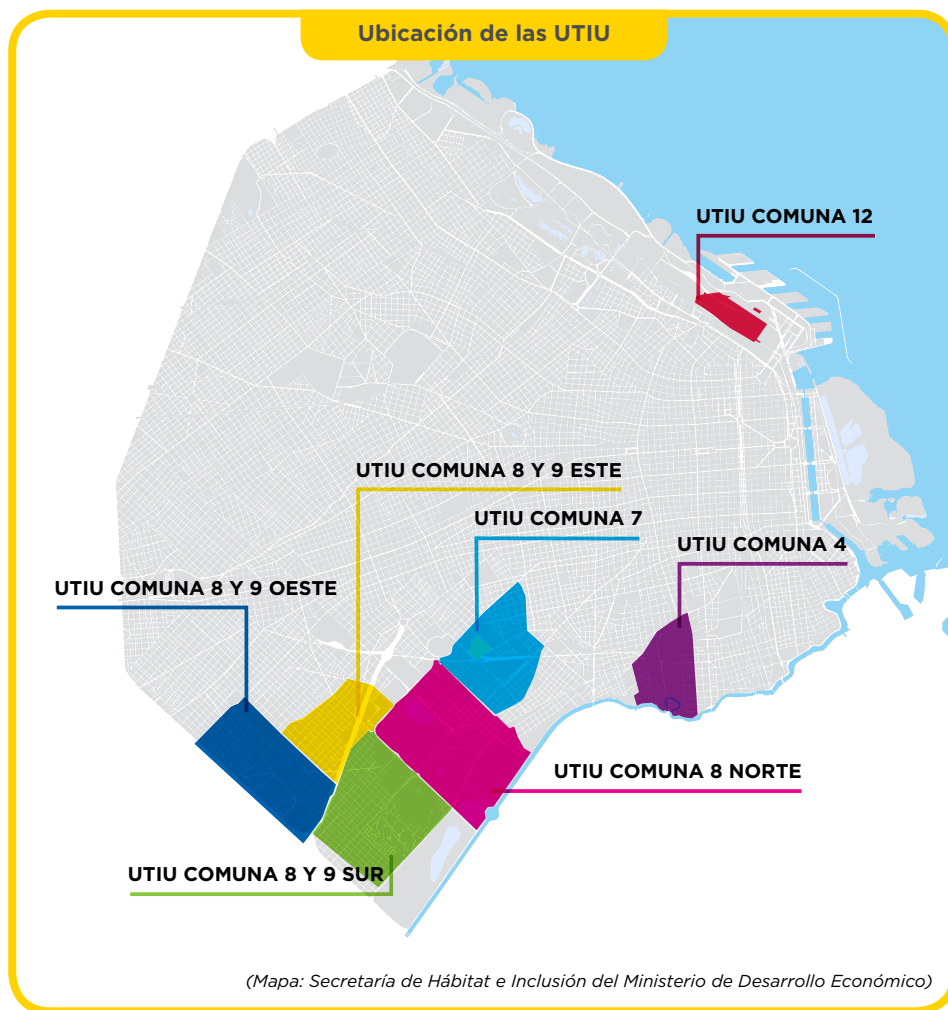 Ubicación de las UTIU
UTIU COMUNA 12
UTIU COMUNA 8 Y 9 ESTE
UTIU COMUNA 7
UTIU COMUNA 4
UTIU COMUNA 8 Y 9 OESTE
UTIU COMUNA 8 NORTE
UTIU COMUNA 8 Y 9 SUR
(Mapa: Secretaría de Hábitat e Inclusión del Ministerio de Desarrollo Económico)